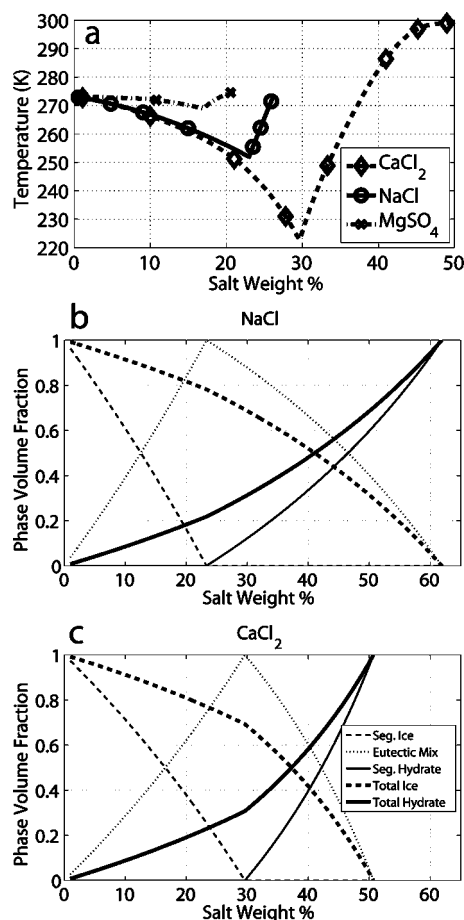 a
300
290
280
270
260
250
240
230
220
Temperature (K)
CaCl2
NaCl
MgSO4
0 10 20 30 40 50
Salt Weight %
b
NaCl
1
0.8
0.6
0.4
0.2
0
Phase Volume Fraction
0 10 20 30 40 50 60
Salt Weight %
c
CaCl2
1
0.8
0.6
0.4
0.2
0
Phase Volume Fraction
Seg. Ice
Eutectic Mix
Seg. Hydrate
Total Ice
Total Hydrate
0 10 20 30 40 50 60
Salt Weight %